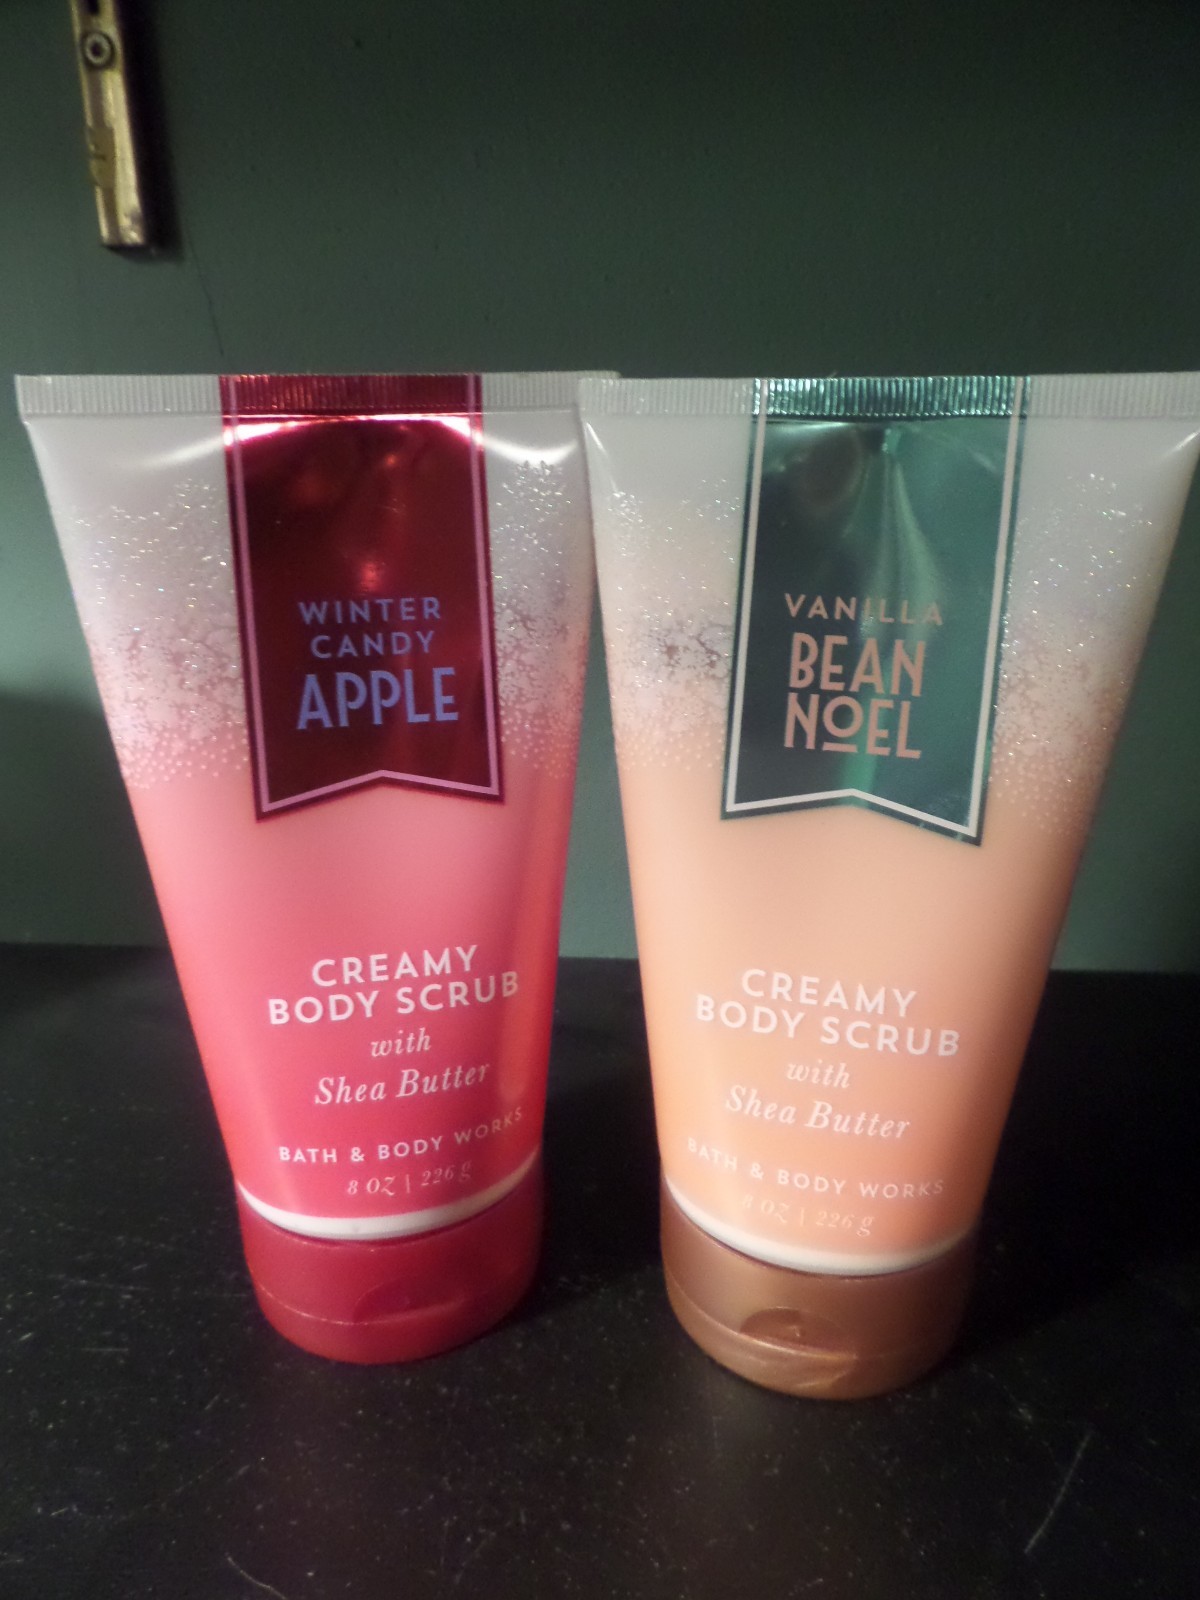 WINTER
CANDY
APPLE
CREAMY
BODY SCRUB
with
Shea Butter
BATH & BODY WORKS
8 OZ | 226 g
VANILLA
BEAN
NOEL
CREAMY
BODY SCRUB
with
Shea Butter
BATH & BODY WORKS
8 OZ | 226 g